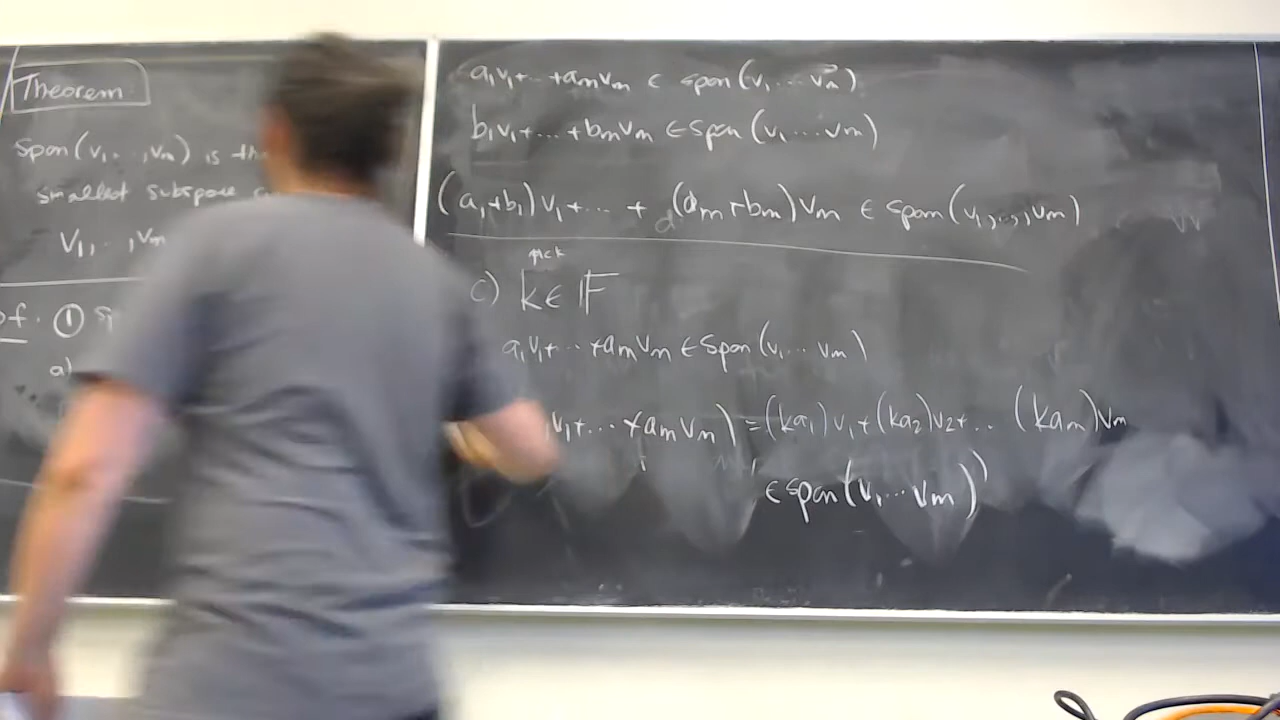 Theorem:
span(v₁,..,vₘ) is
smallest subspace
v₁,..,vₘ
of. ①
a)
a₁v₁+...+aₘvₘ ∈ span(v₁...vₘ)
b₁v₁+...+bₘvₘ ∈ span(v₁...vₘ)
(a₁+b₁)v₁+... + (aₘ+bₘ)vₘ ∈ span(v₁,..,vₘ)
pick
c) k ∈ 𝔽
a₁v₁+...+aₘvₘ ∈ span(v₁...vₘ)
v₁+...+aₘvₘ) = (ka₁)v₁+(ka₂)v₂+... (kaₘ)vₘ
∈ span(v₁...vₘ)